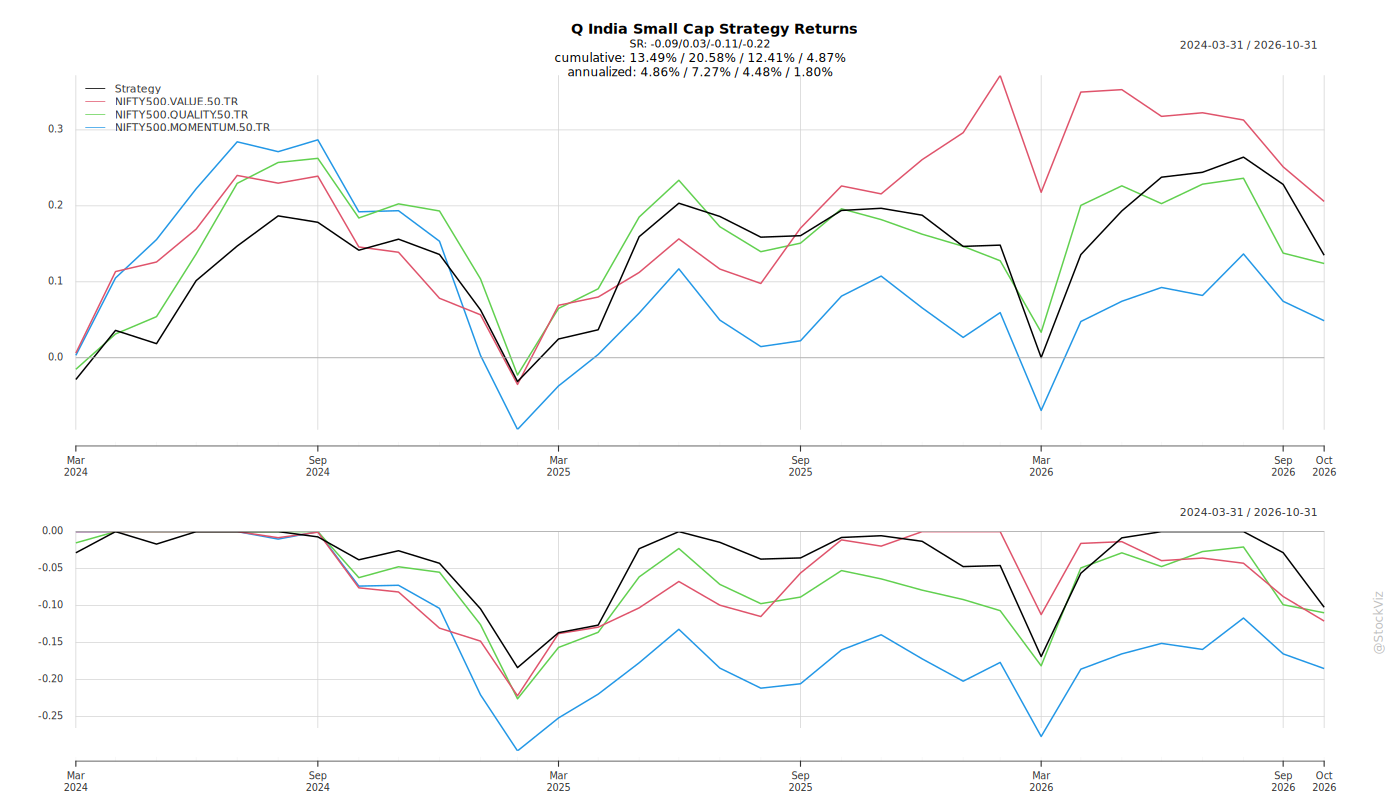 Q India Small Cap Strategy Returns
SR: -0.09/0.03/-0.11/-0.22
cumulative: 13.49% / 20.58% / 12.41% / 4.87%
annualized: 4.86% / 7.27% / 4.48% / 1.80%
2024-03-31 / 2026-10-31
Strategy
NIFTY500.VALUE.50.TR
NIFTY500.QUALITY.50.TR
NIFTY500.MOMENTUM.50.TR
0.3
0.2
0.1
0.0
Mar Sep Mar Sep Mar Sep Oct
2024 2024 2025 2025 2026 2026 2026
2024-03-31 / 2026-10-31
0.00
-0.05
-0.10
-0.15
-0.20
-0.25
Mar Sep Mar Sep Mar Sep Oct
2024 2024 2025 2025 2026 2026 2026
@StockViz